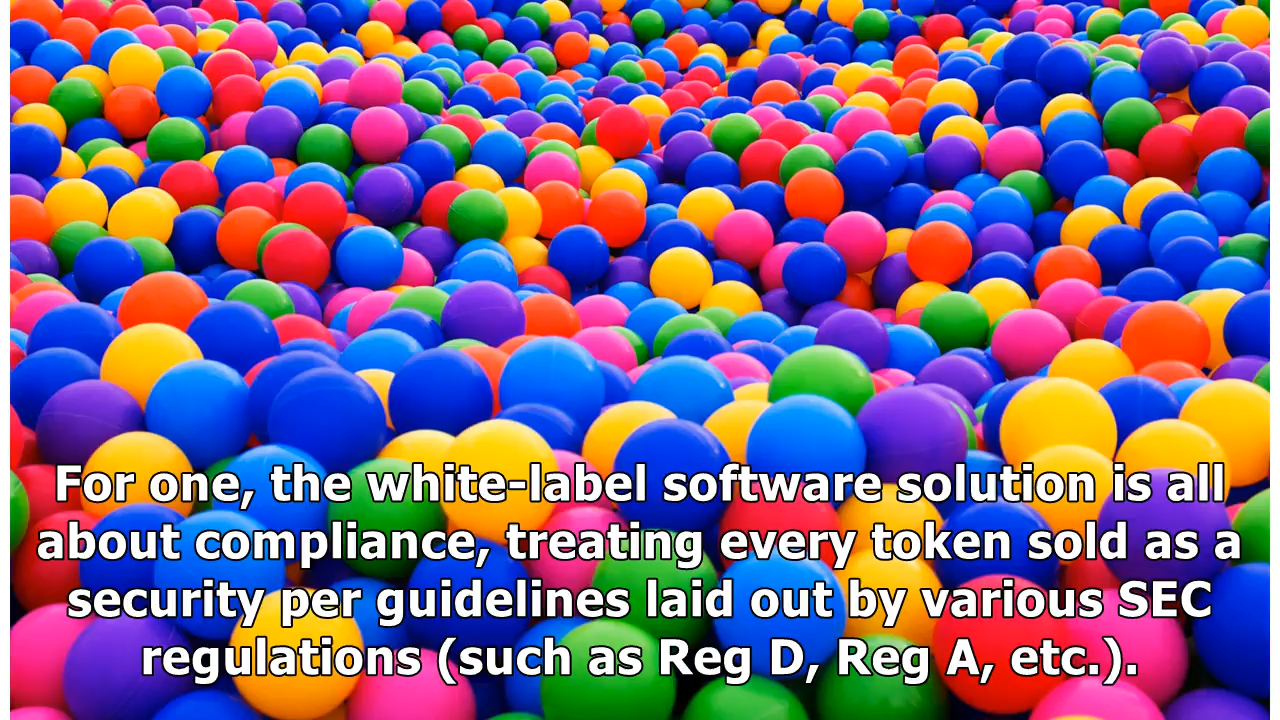 For one, the white-label software solution is all
about compliance, treating every token sold as a
security per guidelines laid out by various SEC
regulations (such as Reg D, Reg A, etc.).